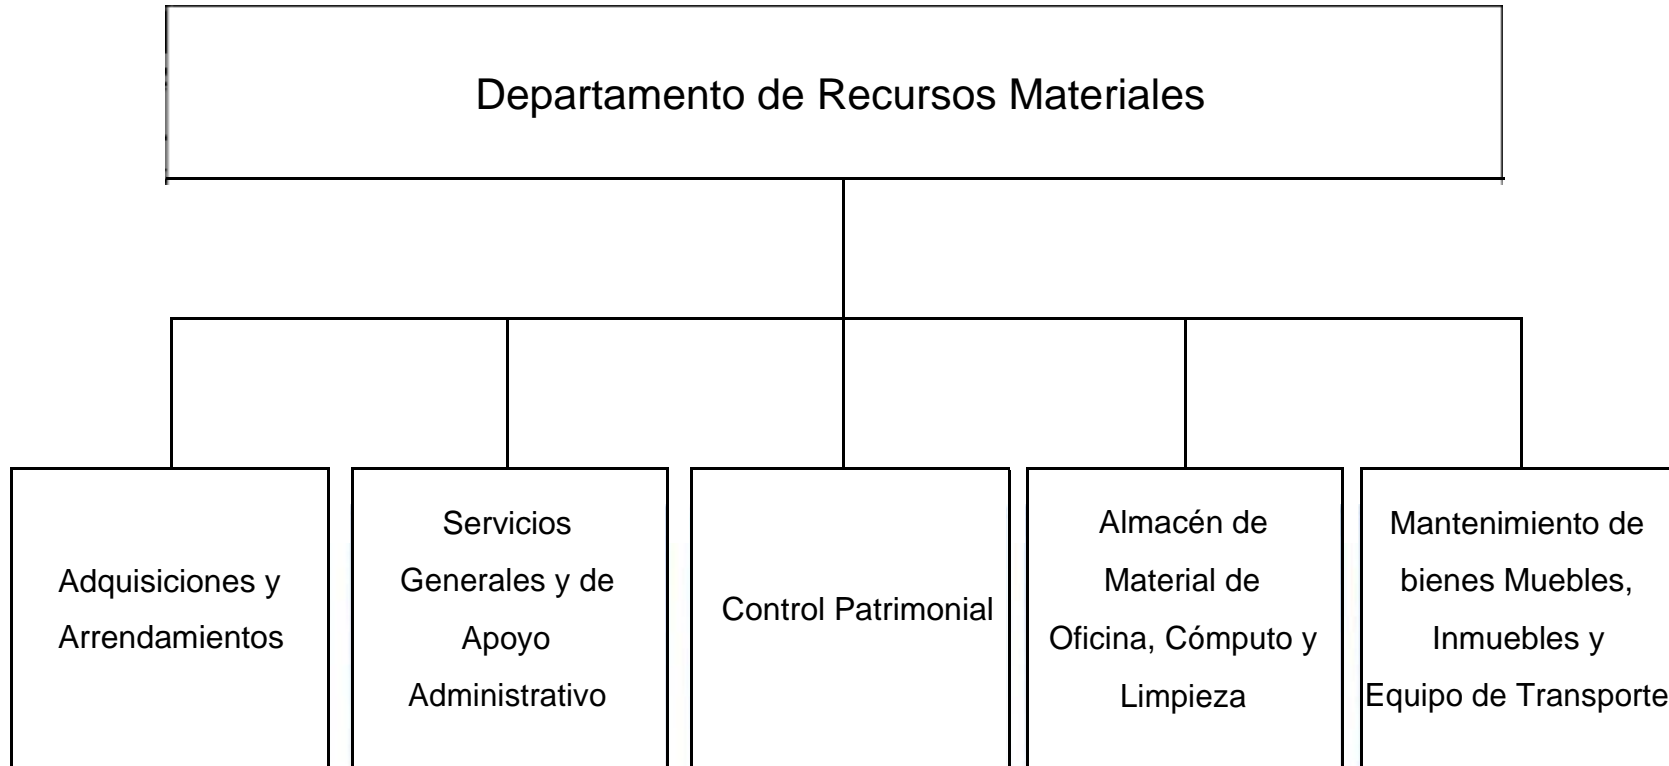 Departamento de Recursos Materiales
Adquisiciones y
Arrendamientos
Servicios
Generales y de
Apoyo
Administrativo
Control Patrimonial
Almacén de
Material de
Oficina, Cómputo y
Limpieza
Mantenimiento de
bienes Muebles,
Inmuebles y
Equipo de Transporte